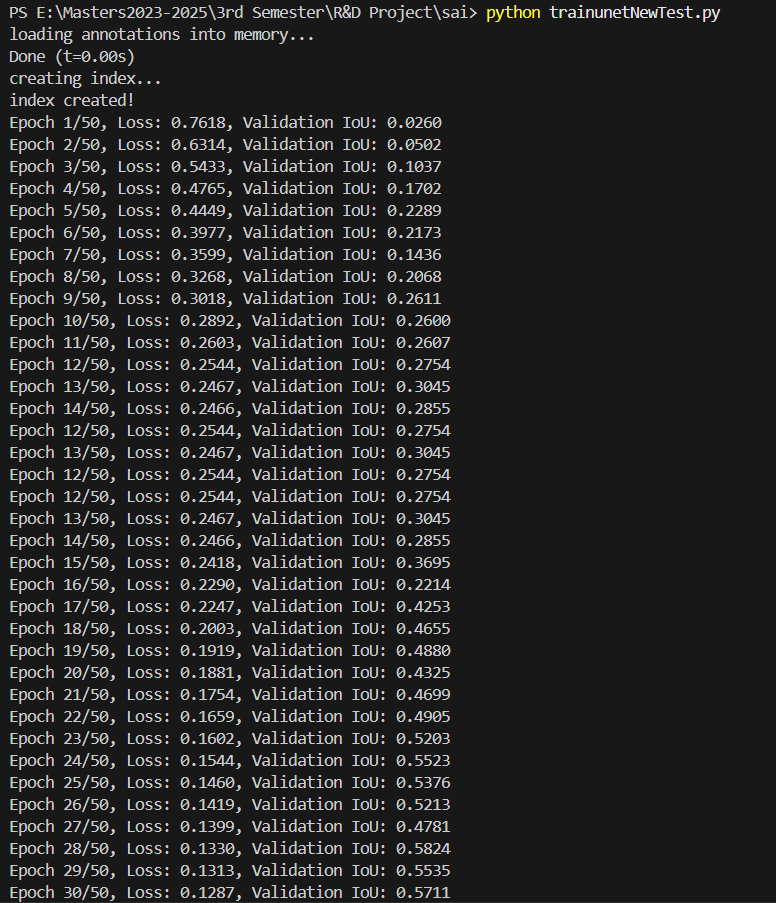 PS E:\Masters2023-2025\3rd Semester\R&D Project\sai> python trainunetNewTest.py
loading annotations into memory...
Done (t=0.00s)
creating index...
index created!
Epoch 1/50, Loss: 0.7618, Validation IoU: 0.0260
Epoch 2/50, Loss: 0.6314, Validation IoU: 0.0502
Epoch 3/50, Loss: 0.5433, Validation IoU: 0.1037
Epoch 4/50, Loss: 0.4765, Validation IoU: 0.1702
Epoch 5/50, Loss: 0.4449, Validation IoU: 0.2289
Epoch 6/50, Loss: 0.3977, Validation IoU: 0.2173
Epoch 7/50, Loss: 0.3599, Validation IoU: 0.1436
Epoch 8/50, Loss: 0.3268, Validation IoU: 0.2068
Epoch 9/50, Loss: 0.3018, Validation IoU: 0.2611
Epoch 10/50, Loss: 0.2892, Validation IoU: 0.2600
Epoch 11/50, Loss: 0.2603, Validation IoU: 0.2607
Epoch 12/50, Loss: 0.2544, Validation IoU: 0.2754
Epoch 13/50, Loss: 0.2467, Validation IoU: 0.3045
Epoch 14/50, Loss: 0.2466, Validation IoU: 0.2855
Epoch 12/50, Loss: 0.2544, Validation IoU: 0.2754
Epoch 13/50, Loss: 0.2467, Validation IoU: 0.3045
Epoch 12/50, Loss: 0.2544, Validation IoU: 0.2754
Epoch 12/50, Loss: 0.2544, Validation IoU: 0.2754
Epoch 13/50, Loss: 0.2467, Validation IoU: 0.3045
Epoch 14/50, Loss: 0.2466, Validation IoU: 0.2855
Epoch 15/50, Loss: 0.2418, Validation IoU: 0.3695
Epoch 16/50, Loss: 0.2290, Validation IoU: 0.2214
Epoch 17/50, Loss: 0.2247, Validation IoU: 0.4253
Epoch 18/50, Loss: 0.2003, Validation IoU: 0.4655
Epoch 19/50, Loss: 0.1919, Validation IoU: 0.4880
Epoch 20/50, Loss: 0.1881, Validation IoU: 0.4325
Epoch 21/50, Loss: 0.1754, Validation IoU: 0.4699
Epoch 22/50, Loss: 0.1659, Validation IoU: 0.4905
Epoch 23/50, Loss: 0.1602, Validation IoU: 0.5203
Epoch 24/50, Loss: 0.1544, Validation IoU: 0.5523
Epoch 25/50, Loss: 0.1460, Validation IoU: 0.5376
Epoch 26/50, Loss: 0.1419, Validation IoU: 0.5213
Epoch 27/50, Loss: 0.1399, Validation IoU: 0.4781
Epoch 28/50, Loss: 0.1330, Validation IoU: 0.5824
Epoch 29/50, Loss: 0.1313, Validation IoU: 0.5535
Epoch 30/50, Loss: 0.1287, Validation IoU: 0.5711